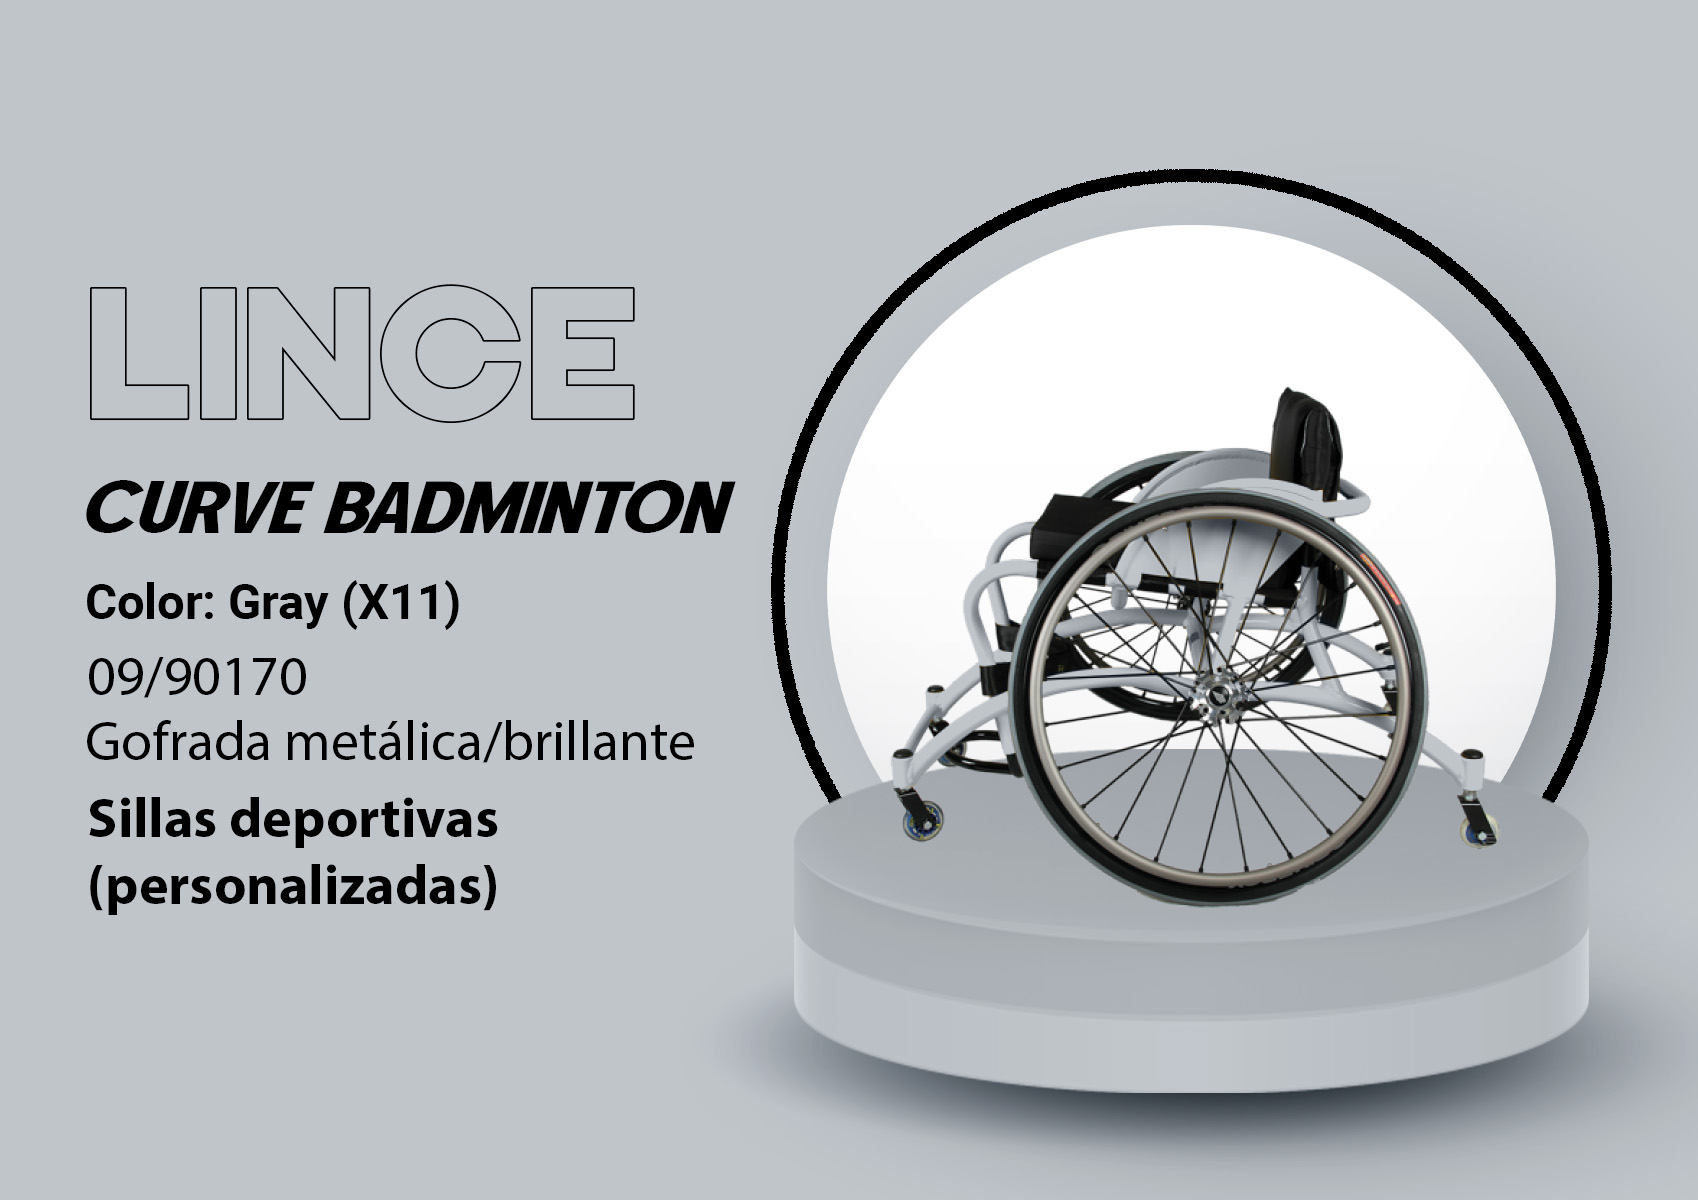 LINCE
CURVE BADMINTON
Color: Gray (X11)
09/90170
Gofrada metálica/brillante
Sillas deportivas
(personalizadas)